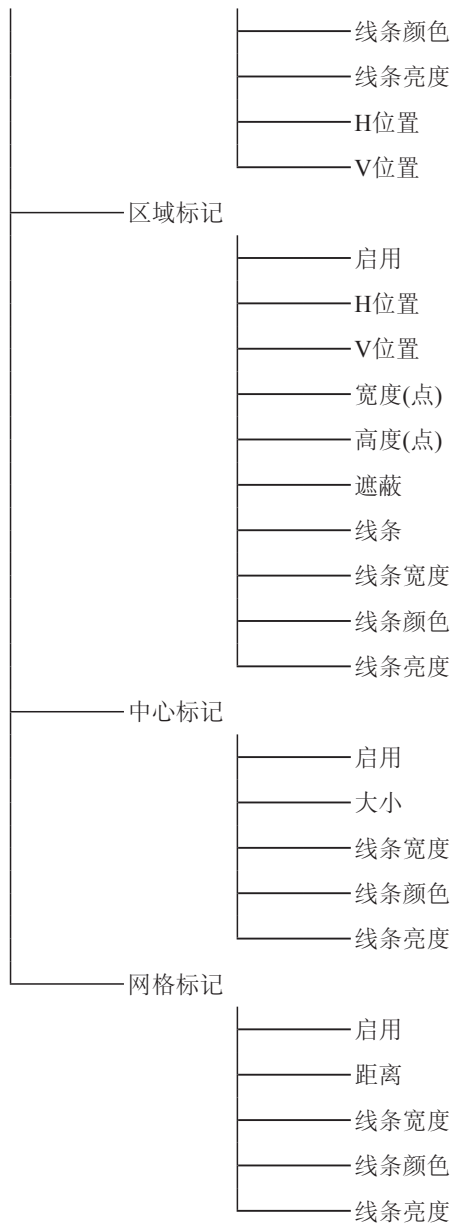 线条颜色
线条亮度
H位置
V位置
区域标记
启用
H位置
V位置
宽度(点)
高度(点)
遮蔽
线条
线条宽度
线条颜色
线条亮度
中心标记
启用
大小
线条宽度
线条颜色
线条亮度
网格标记
启用
距离
线条宽度
线条颜色
线条亮度